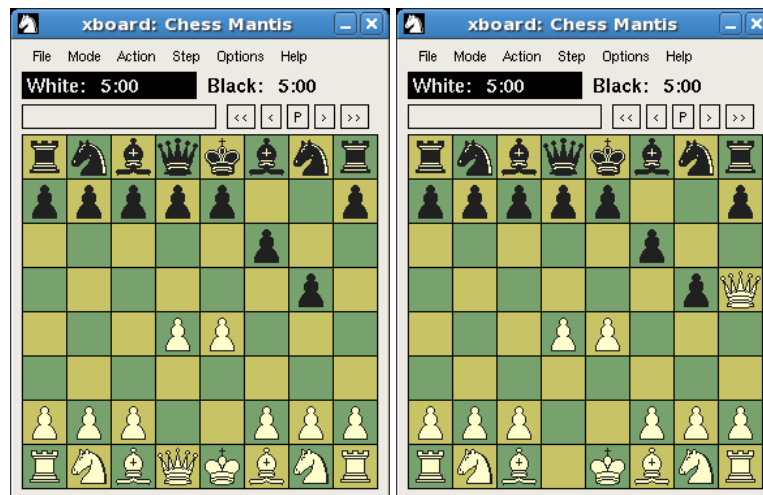 xboard: Chess Mantis
File Mode Action Step Options Help
White: 5:00 Black: 5:00
<< < P > >>
xboard: Chess Mantis
File Mode Action Step Options Help
White: 5:00 Black: 5:00
<< < P > >>